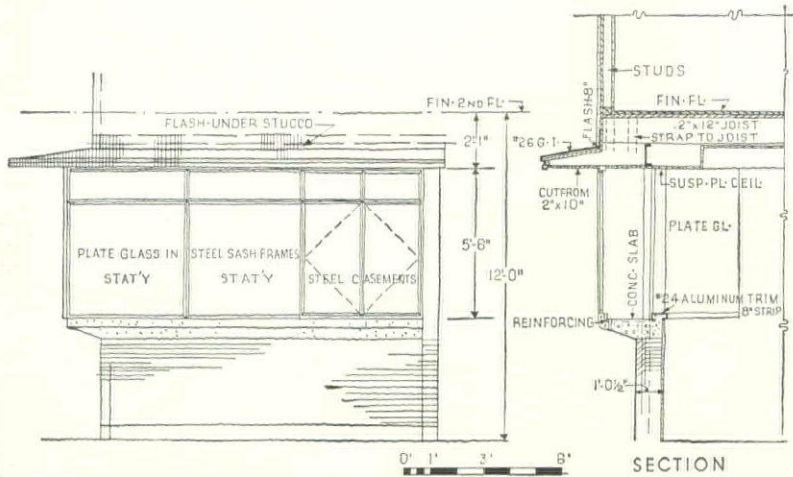 FIN. 2ND FL.
FLASH-UNDER STUCCO
2'-1"
PLATE GLASS IN
STAT'Y
STEEL SASH FRAMES
STAT'Y
STEEL CASEMENTS
5'-6"
12'-0"
0' 1' 3' 6'
STUDS
FLASH-8"
FIN. FL.
2"x12" JOIST
STRAP TO JOIST
#26 G.I.
SUSP. PL. CEIL.
CUT FROM
2"x10"
PLATE GL.
CONC. SLAB
#24 ALUMINUM TRIM
8" STRIP
REINFORCING
1'-0½"
SECTION